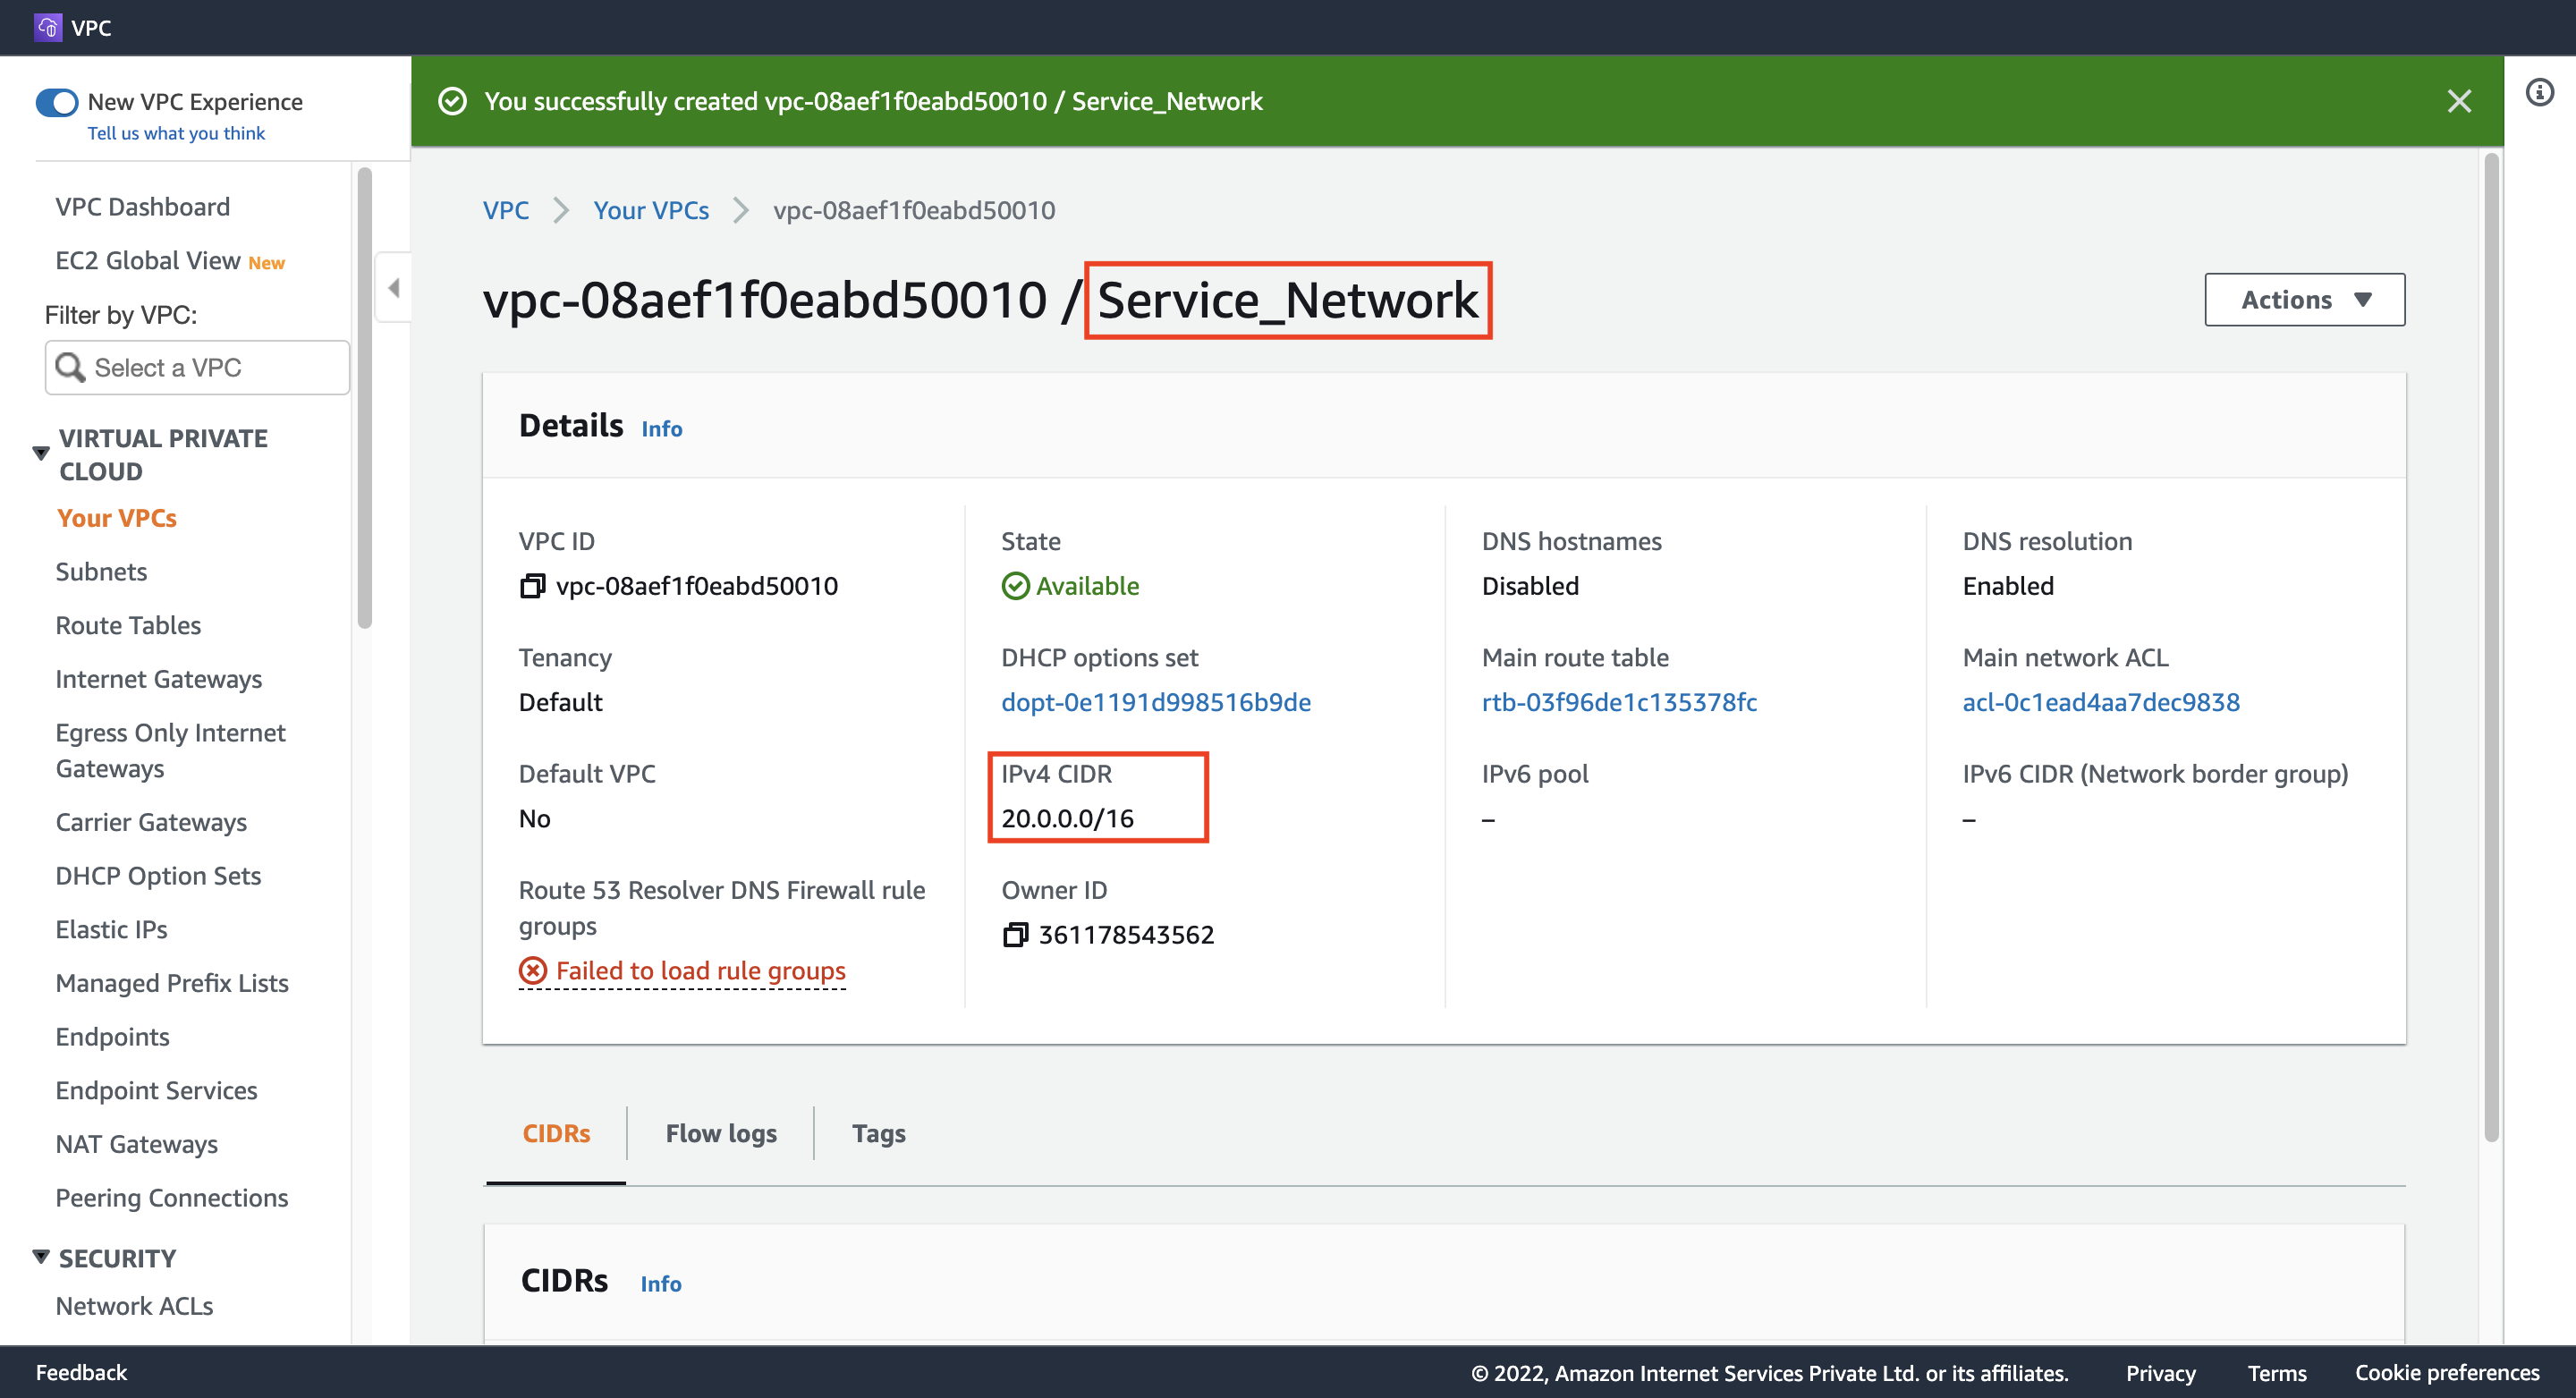 VPC
New VPC Experience
Tell us what you think
VPC Dashboard
EC2 Global View New
Filter by VPC:
Select a VPC
VIRTUAL PRIVATE
CLOUD
Your VPCs
Subnets
Route Tables
Internet Gateways
Egress Only Internet
Gateways
Carrier Gateways
DHCP Option Sets
Elastic IPs
Managed Prefix Lists
Endpoints
Endpoint Services
NAT Gateways
Peering Connections
SECURITY
Network ACLs
You successfully created vpc-08aef1f0eabd50010 / Service_Network
VPC > Your VPCs > vpc-08aef1f0eabd50010
vpc-08aef1f0eabd50010 / Service_Network
Actions
Details Info
VPC ID
vpc-08aef1f0eabd50010
State
Available
DNS hostnames
Disabled
DNS resolution
Enabled
Tenancy
Default
DHCP options set
dopt-0e1191d998516b9de
Main route table
rtb-03f96de1c135378fc
Main network ACL
acl-0c1ead4aa7dec9838
Default VPC
No
IPv4 CIDR
20.0.0.0/16
IPv6 pool
–
IPv6 CIDR (Network border group)
–
Route 53 Resolver DNS Firewall rule
groups
Failed to load rule groups
Owner ID
361178543562
CIDRs
Flow logs
Tags
CIDRs Info
Feedback
© 2022, Amazon Internet Services Private Ltd. or its affiliates.
Privacy
Terms
Cookie preferences